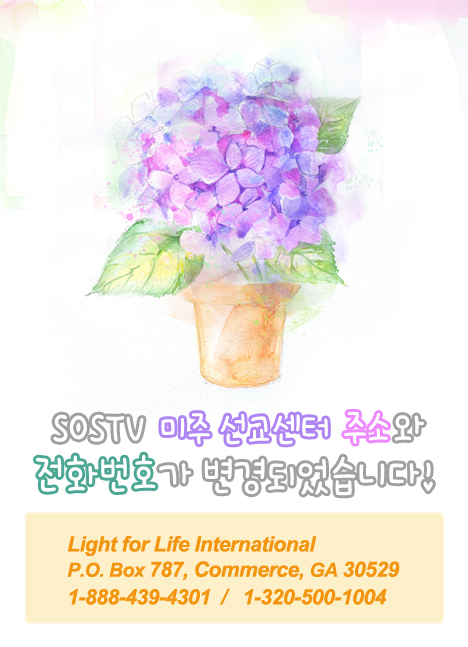 SOSTV 미주 선교센터 주소와
전화번호가 변경되었습니다!
Light for Life International
P.O. Box 787, Commerce, GA 30529
1-888-439-4301 / 1-320-500-1004